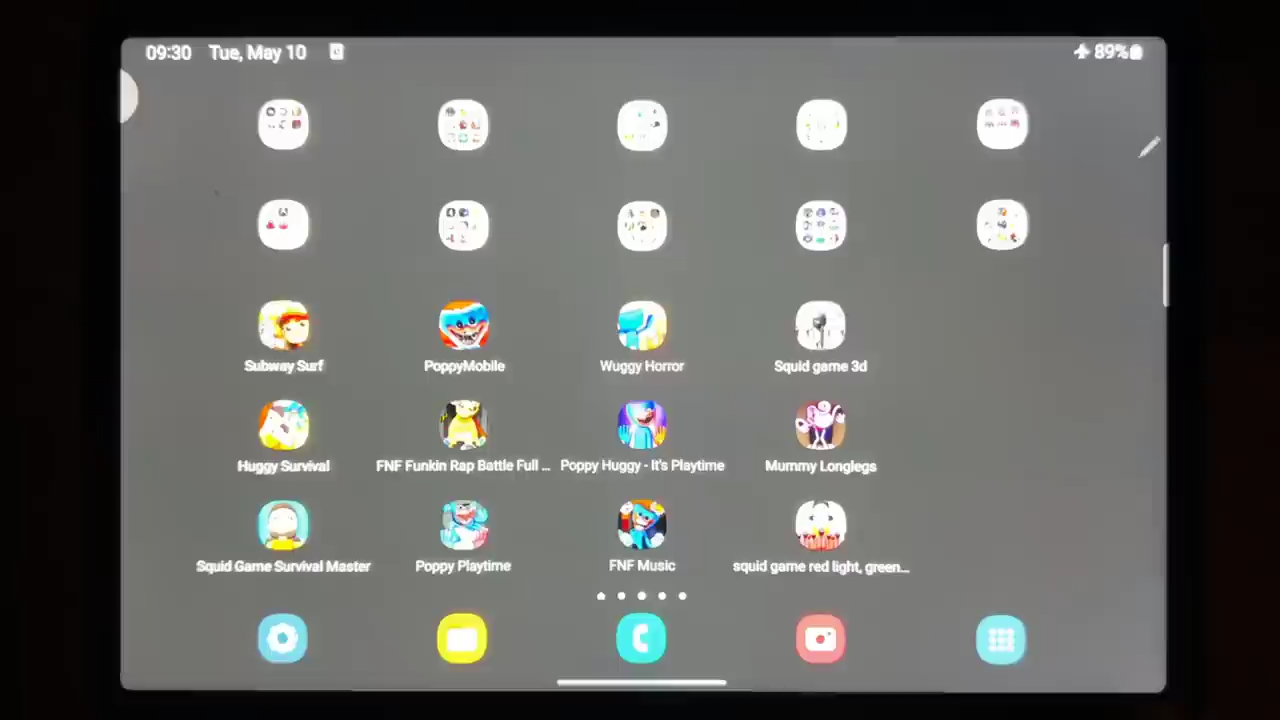 09:30 Tue, May 10 89%
Subway Surf PoppyMobile Wuggy Horror Squid game 3d
Huggy Survival FNF Funkin Rap Battle Full ... Poppy Huggy - It's Playtime Mummy Longlegs
Squid Game Survival Master Poppy Playtime FNF Music squid game red light, green...